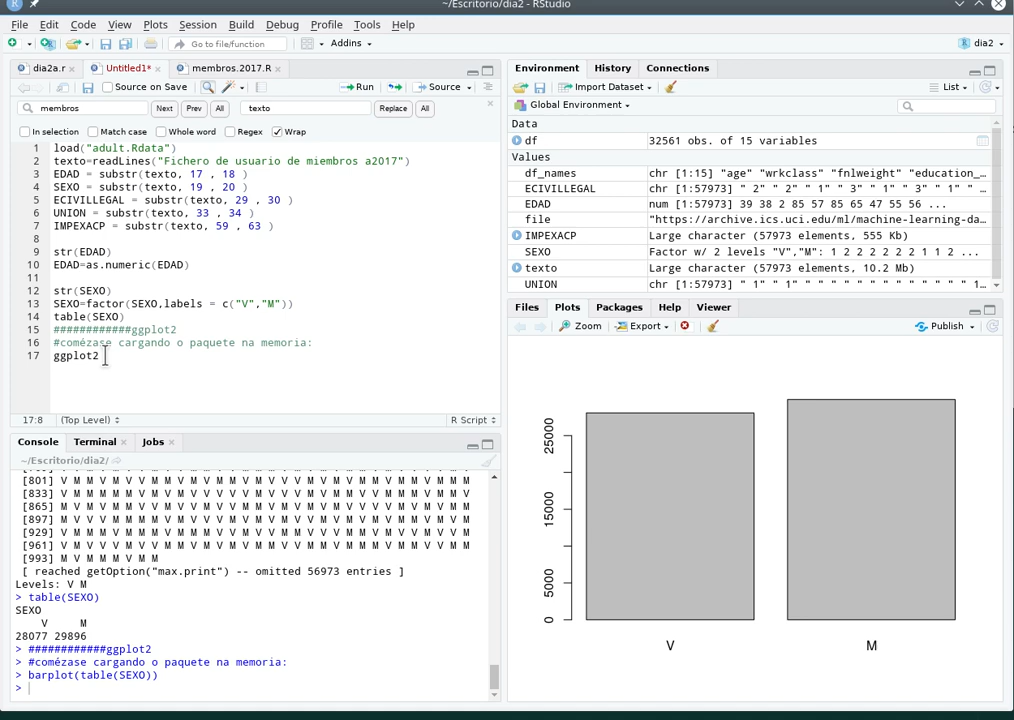 ~/Escritorio/dia2 - RStudio
File Edit Code View Plots Session Build Debug Profile Tools Help
Go to file/function Addins dia2
dia2a.r Untitled1* membros.2017.R
Source on Save Run Source
membros Next Prev All texto Replace All
In selection Match case Whole word Regex Wrap
1 load("adult.Rdata")
2 texto=readLines("Fichero de usuario de miembros a2017")
3 EDAD = substr(texto, 17 , 18 )
4 SEXO = substr(texto, 19 , 20 )
5 ECIVILLEGAL = substr(texto, 29 , 30 )
6 UNION = substr(texto, 33 , 34 )
7 IMPEXACP = substr(texto, 59 , 63 )
8
9 str(EDAD)
10 EDAD=as.numeric(EDAD)
11
12 str(SEXO)
13 SEXO=factor(SEXO,labels = c("V","M"))
14 table(SEXO)
15 ############ggplot2
16 #comézase cargando o paquete na memoria:
17 ggplot2
17:8 (Top Level) R Script
Console Terminal Jobs
~/Escritorio/dia2/
[801] V M M V M V V M V M V V M V M M V M V M V M M V M M V M V M M M
[865]
[897]
[929]
[961]
[993] M V M M M V M M
[ reached getOption("max.print") -- omitted 56973 entries ]
Levels: V M
> table(SEXO)
SEXO
V M
28077 29896
> ############ggplot2
> #comézase cargando o paquete na memoria:
> barplot(table(SEXO))
>
Environment History Connections
Import Dataset List
Global Environment
Data
df 32561 obs. of 15 variables
Values
df_names chr [1:15] "age" "wrkclass" "fnlweight" "education_…
ECIVILLEGAL chr [1:57973] " 2" " 2" " 1" " 3" " 1" " 3" " 1" " …
EDAD num [1:57973] 39 38 2 85 57 85 65 47 55 56 ...
file "https://archive.ics.uci.edu/ml/machine-learning-da…
IMPEXACP Large character (57973 elements, 555 Kb)
SEXO Factor w/ 2 levels "V","M": 1 2 2 2 2 2 2 1 1 2 ...
texto Large character (57973 elements, 10.2 Mb)
UNION chr [1:57973] " 1" " 1" " " " " " " " " " " " " " 1…
Files Plots Packages Help Viewer
Zoom Export Publish
25000
15000
5000
0
V M